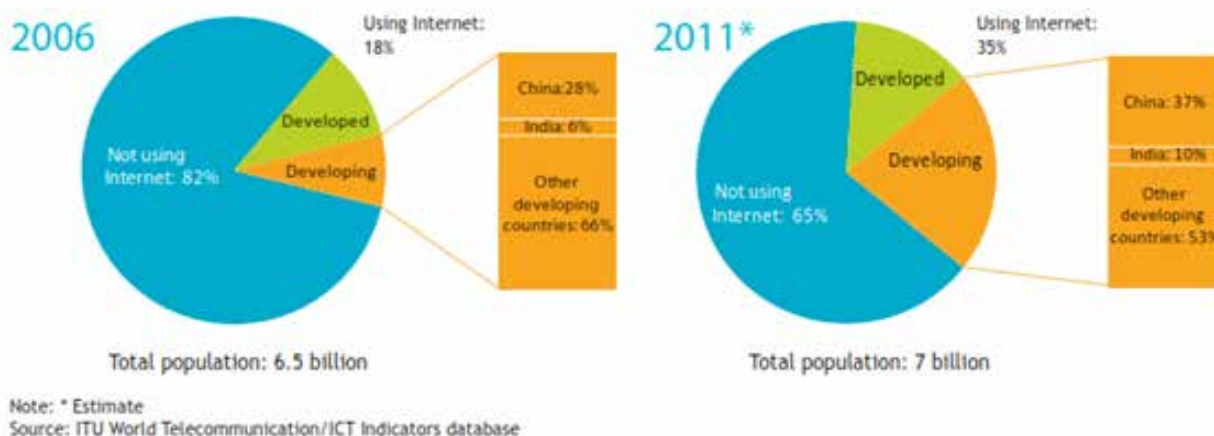 2006
Using Internet:
18%
Developed
Developing
Not using
Internet: 82%
China:28%
India: 6%
Other
developing
countries: 66%
Total population: 6.5 billion
2011*
Using Internet:
35%
Developed
Developing
Not using
Internet: 65%
China: 37%
India: 10%
Other
developing
countries: 53%
Total population: 7 billion
Note: * Estimate
Source: ITU World Telecommunication/ICT Indicators database